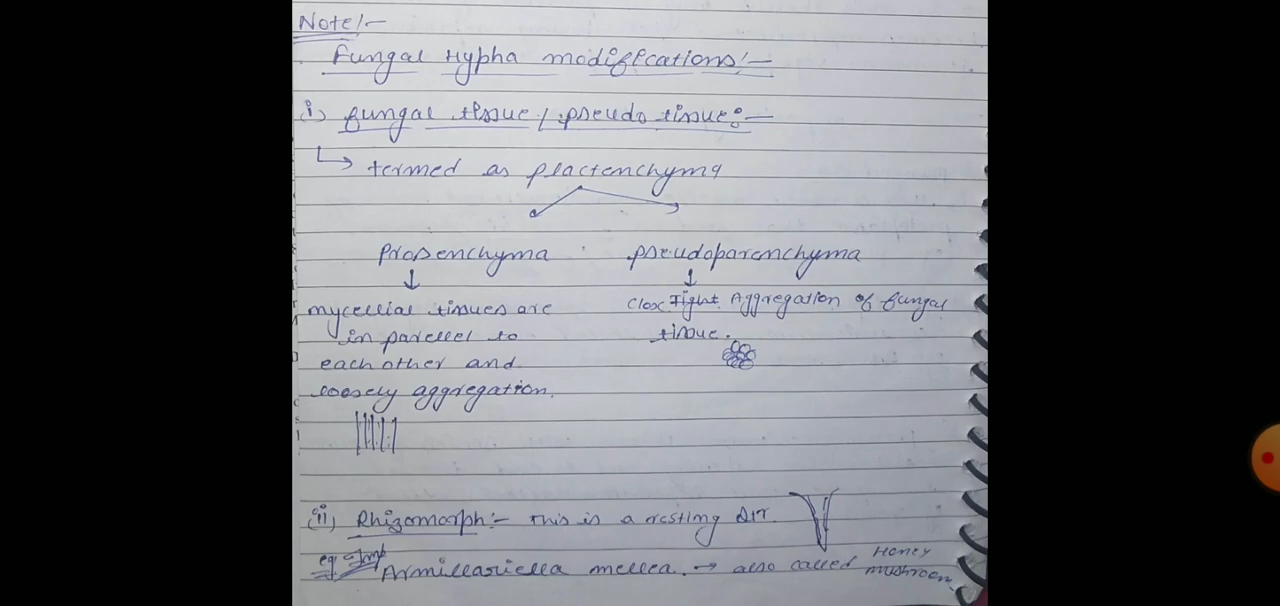 Note:-
Fungal Hypha modifications:-
i) fungal tissue / pseudo tissue:-
termed as plactenchyma
Prosenchyma pseudoparenchyma
mycelial tissues are Close Tight Aggregation of fungal
in parellel to tissue.
each other and
loosely aggregation.
(ii) Rhizomorph:- This is a resting str.
eg Imp Armillariella mellea. → also called Honey
mushroom